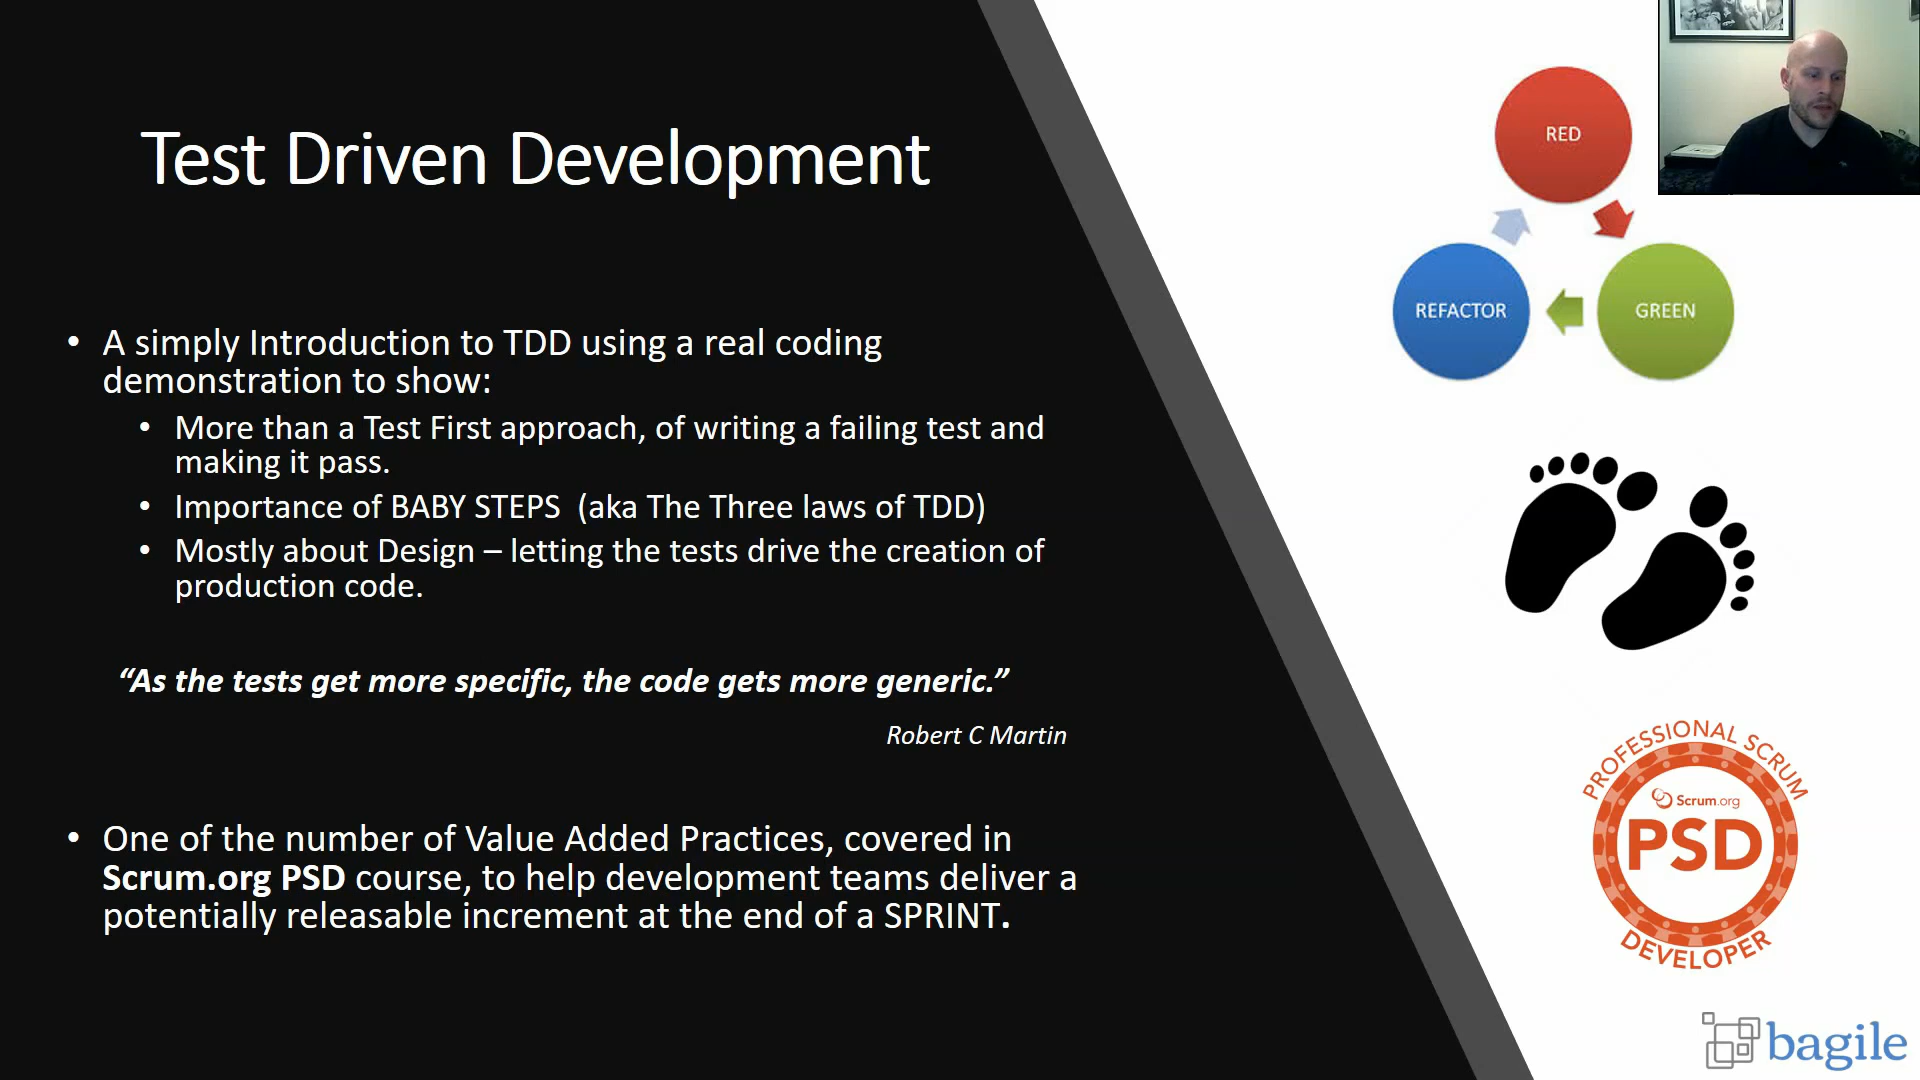 Test Driven Development
• A simply Introduction to TDD using a real coding
demonstration to show:
• More than a Test First approach, of writing a failing test and
making it pass.
• Importance of BABY STEPS  (aka The Three laws of TDD)
• Mostly about Design – letting the tests drive the creation of
production code.
“As the tests get more specific, the code gets more generic.”
Robert C Martin
• One of the number of Value Added Practices, covered in
Scrum.org PSD course, to help development teams deliver a
potentially releasable increment at the end of a SPRINT.
RED
REFACTOR
GREEN
PROFESSIONAL SCRUM
Scrum.org
PSD
DEVELOPER
bagile